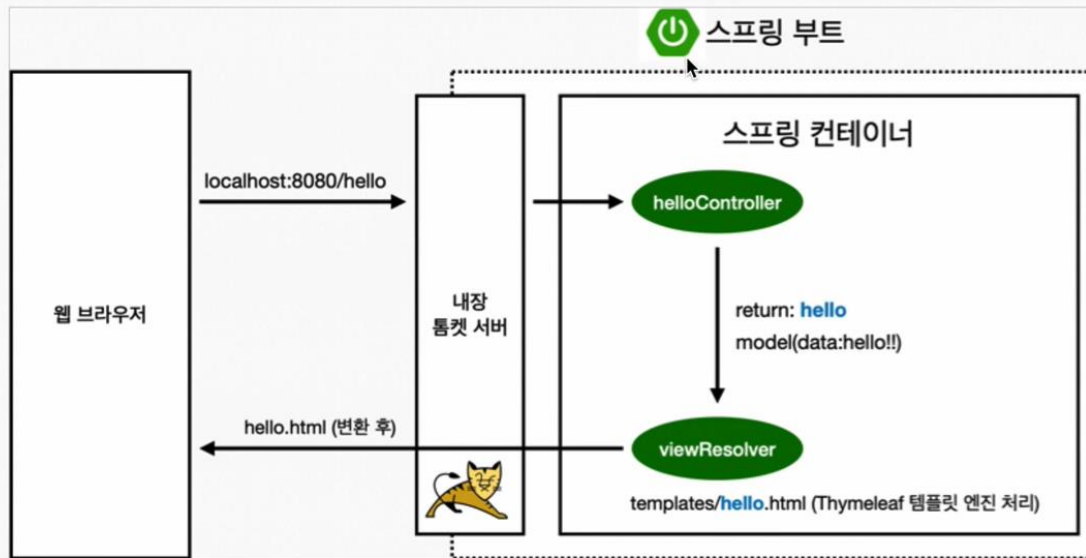 스프링 부트
스프링 컨테이너
localhost:8080/hello
helloController
웹 브라우저
내장
톰켓 서버
return: hello
model(data:hello!!)
hello.html (변환 후)
viewResolver
templates/hello.html (Thymeleaf 템플릿 엔진 처리)